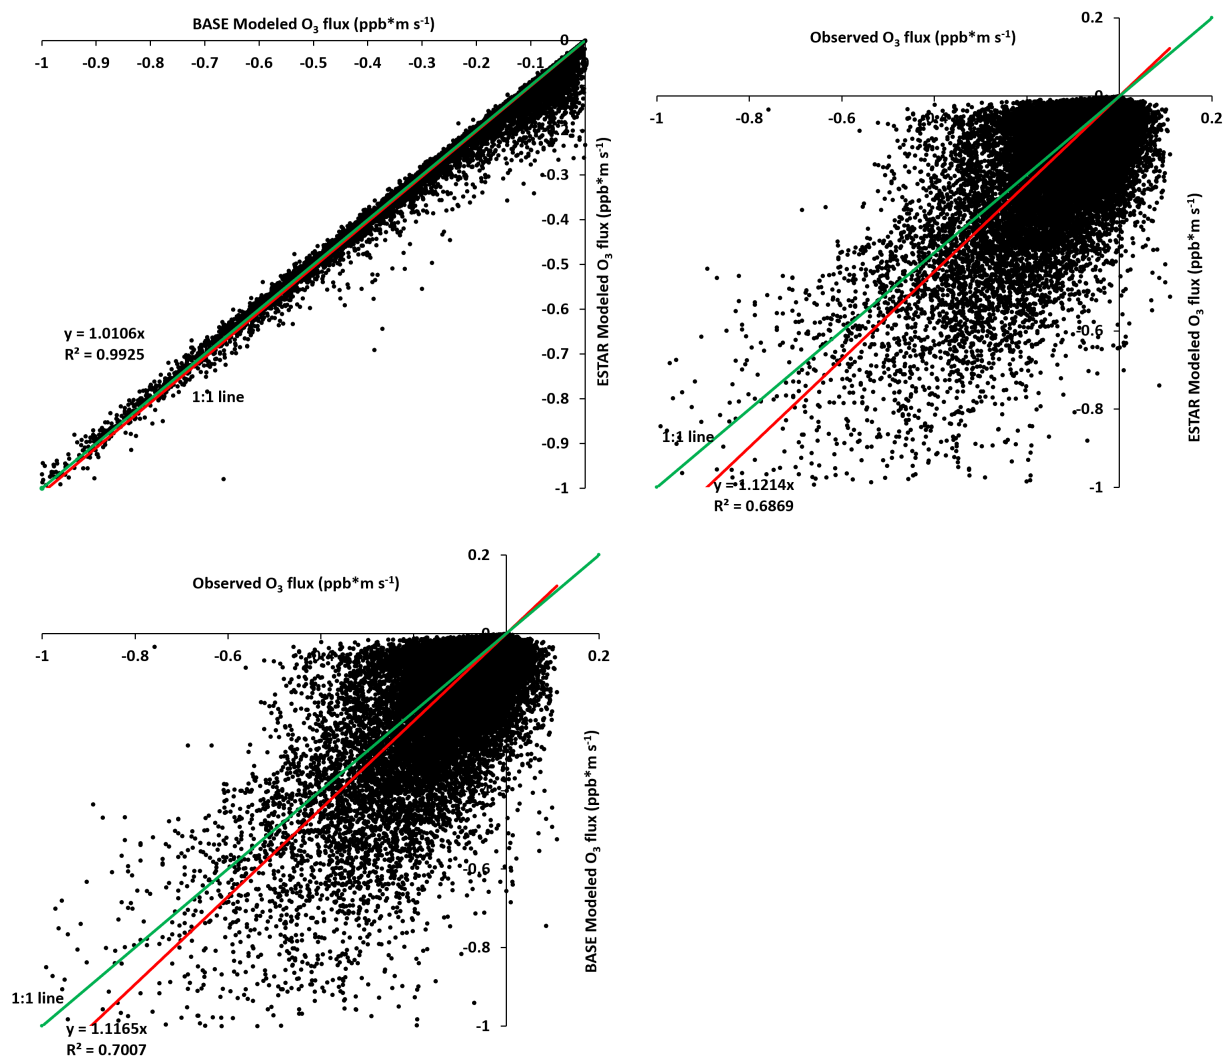 BASE Modeled O₃ flux (ppb*m s⁻¹)
0
-1 -0.9 -0.8 -0.7 -0.6 -0.5 -0.4 -0.3 -0.2 -0.1 0
-0.3
-0.4
-0.5
-0.6
-0.7
-0.8
-0.9
-1
ESTAR Modeled O₃ flux (ppb*m s⁻¹)
y = 1.0106x
R² = 0.9925
1:1 line
Observed O₃ flux (ppb*m s⁻¹)
0.2
0
-1 -0.8 -0.6 0.2
-0.6
-0.8
-1
ESTAR Modeled O₃ flux (ppb*m s⁻¹)
1:1 line
y = 1.1214x
R² = 0.6869
Observed O₃ flux (ppb*m s⁻¹)
0.2
0
-1 -0.8 -0.6 0.2
-0.6
-0.8
-1
BASE Modeled O₃ flux (ppb*m s⁻¹)
1:1 line
y = 1.1165x
R² = 0.7007